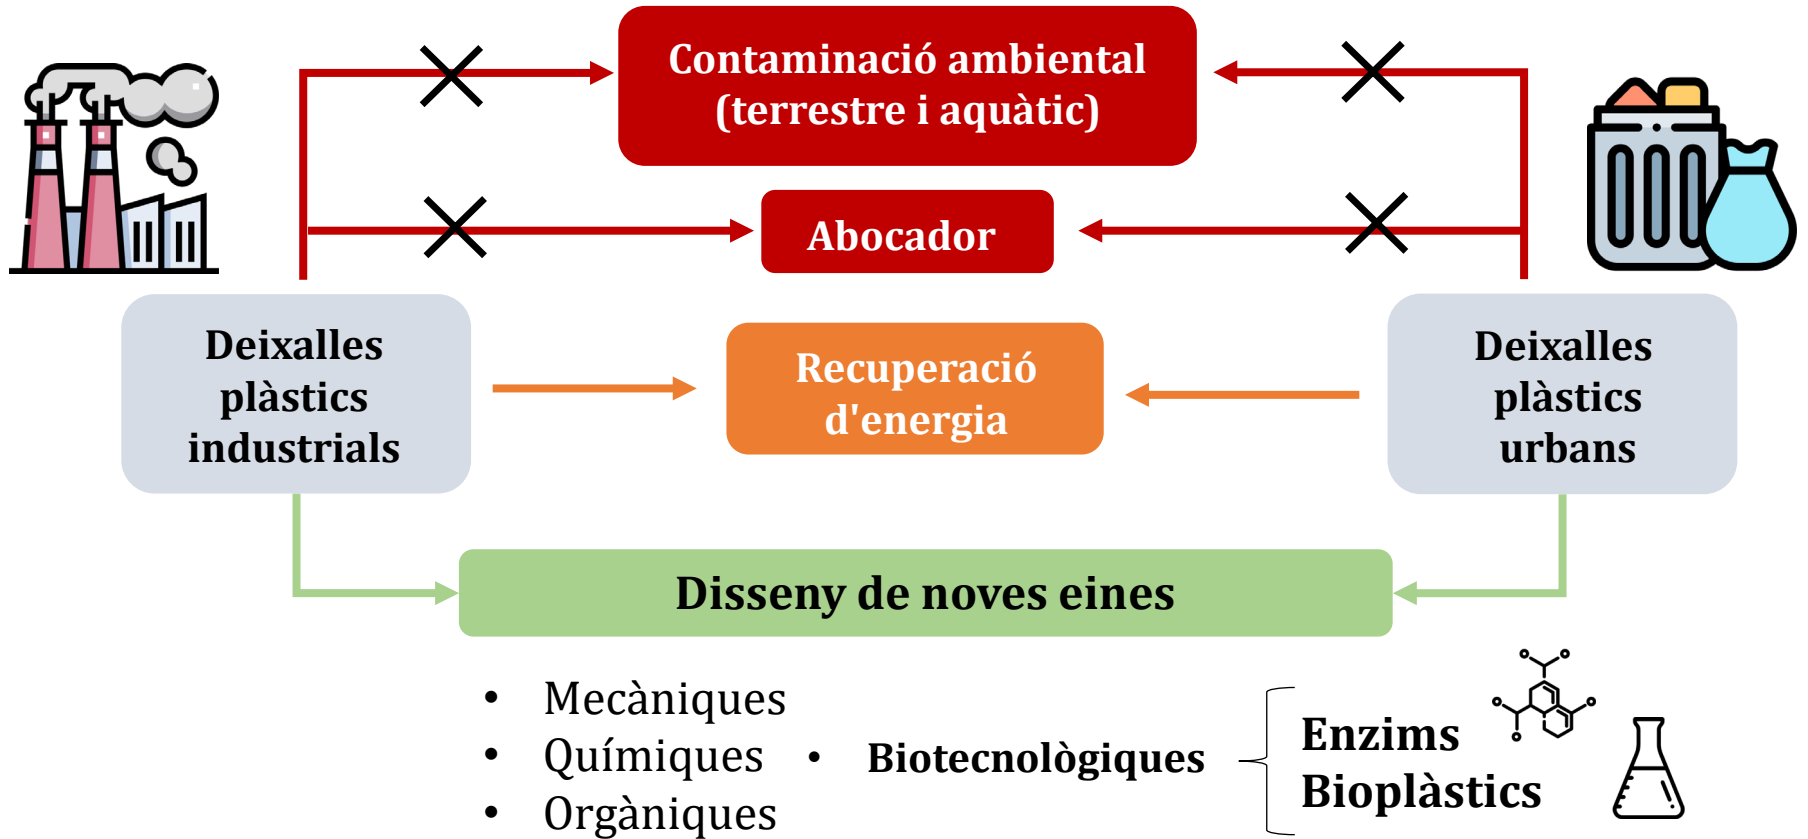 Contaminació ambiental
(terrestre i aquàtic)
Abocador
Deixalles
plàstics
industrials
Recuperació
d'energia
Deixalles
plàstics
urbans
Disseny de noves eines
• Mecàniques
• Químiques
• Orgàniques
• Biotecnològiques
Enzims
Bioplàstics